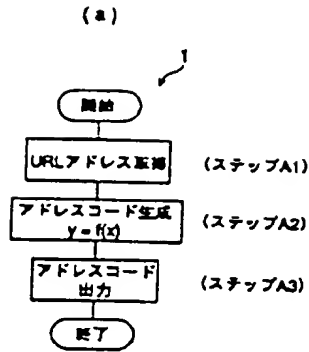 (a)
1
開始
URLアドレス取得 (ステップA1)
アドレスコード生成
y = f(x) (ステップA2)
アドレスコード
出力 (ステップA3)
終了